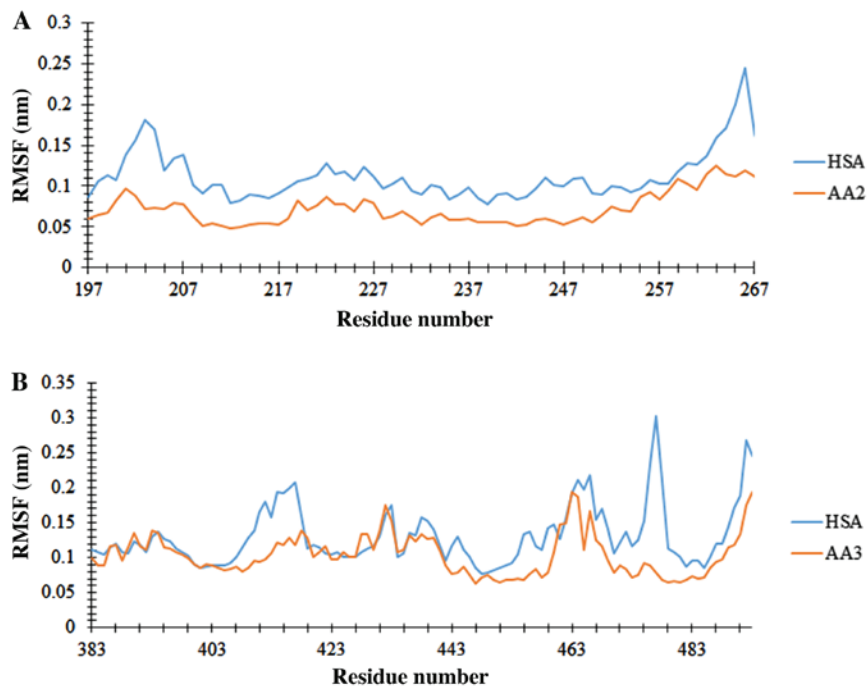 A
0.3
0.25
0.2
0.15
0.1
0.05
0
RMSF (nm)
197 207 217 227 237 247 257 267
Residue number
HSA
AA2
B
0.35
0.3
0.25
0.2
0.15
0.1
0.05
0
RMSF (nm)
383 403 423 443 463 483
Residue number
HSA
AA3